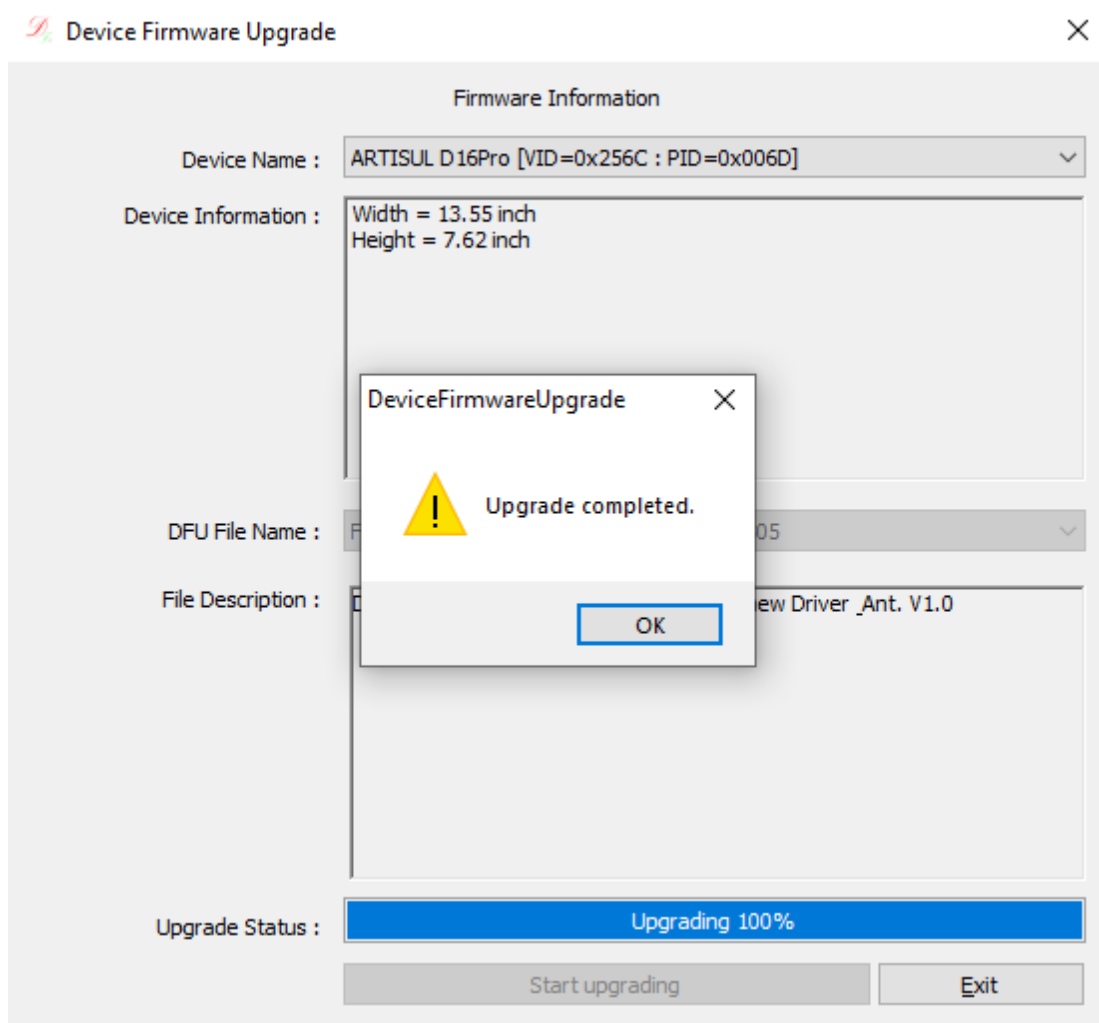 Device Firmware Upgrade
Firmware Information
Device Name : ARTISUL D16Pro [VID=0x256C : PID=0x006D]
Device Information : Width = 13.55 inch
Height = 7.62 inch
DeviceFirmwareUpgrade
Upgrade completed.
OK
DFU File Name : 05
File Description : Driver _Ant. V1.0
Upgrade Status : Upgrading 100%
Start upgrading Exit